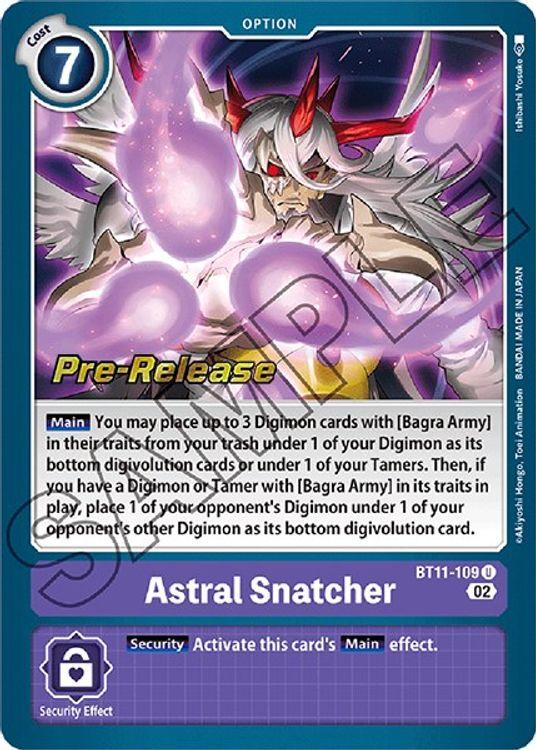 OPTION
Cost
7
Ishibashi Yosuke
©Akiyoshi Hongo, Toei Animation BANDAI MADE IN JAPAN
SAMPLE
Pre-Release
Main You may place up to 3 Digimon cards with [Bagra Army]
in their traits from your trash under 1 of your Digimon as its
bottom digivolution cards or under 1 of your Tamers. Then, if
you have a Digimon or Tamer with [Bagra Army] in its traits in
play, place 1 of your opponent's Digimon under 1 of your
opponent's other Digimon as its bottom digivolution card.
BT11-109 U
Astral Snatcher
02
Security Activate this card's Main effect.
Security Effect